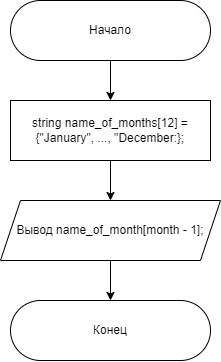 Начало
string name_of_months[12] =
{"January", ..., "December:};
Вывод name_of_month[month - 1];
Конец